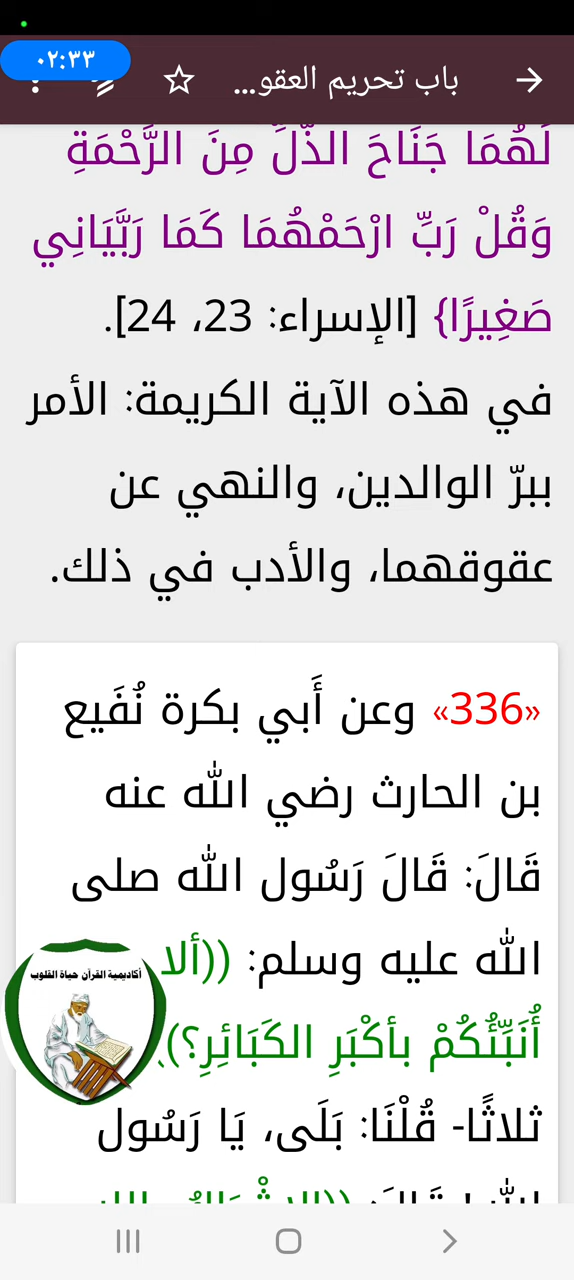 ٠٢:٣٣
باب تحريم العقو...
لَهُمَا جَنَاحَ الذُّلِّ مِنَ الرَّحْمَةِ
وَقُلْ رَبِّ ارْحَمْهُمَا كَمَا رَبَّيَانِي
صَغِيرًا} [الإسراء: 23، 24].
في هذه الآية الكريمة: الأمر
ببرّ الوالدين، والنهي عن
عقوقهما، والأدب في ذلك.
«336» وعن أَبي بكرة نُفَيع
بن الحارث رضي الله عنه
قَالَ: قَالَ رَسُول الله صلى
الله عليه وسلم: ((ألا
أُنَبِّئُكُمْ بأكْبَرِ الكَبَائِرِ؟)
ثلاثًا- قُلْنَا: بَلَى، يَا رَسُول
أكاديمية القرآن حياة القلوب